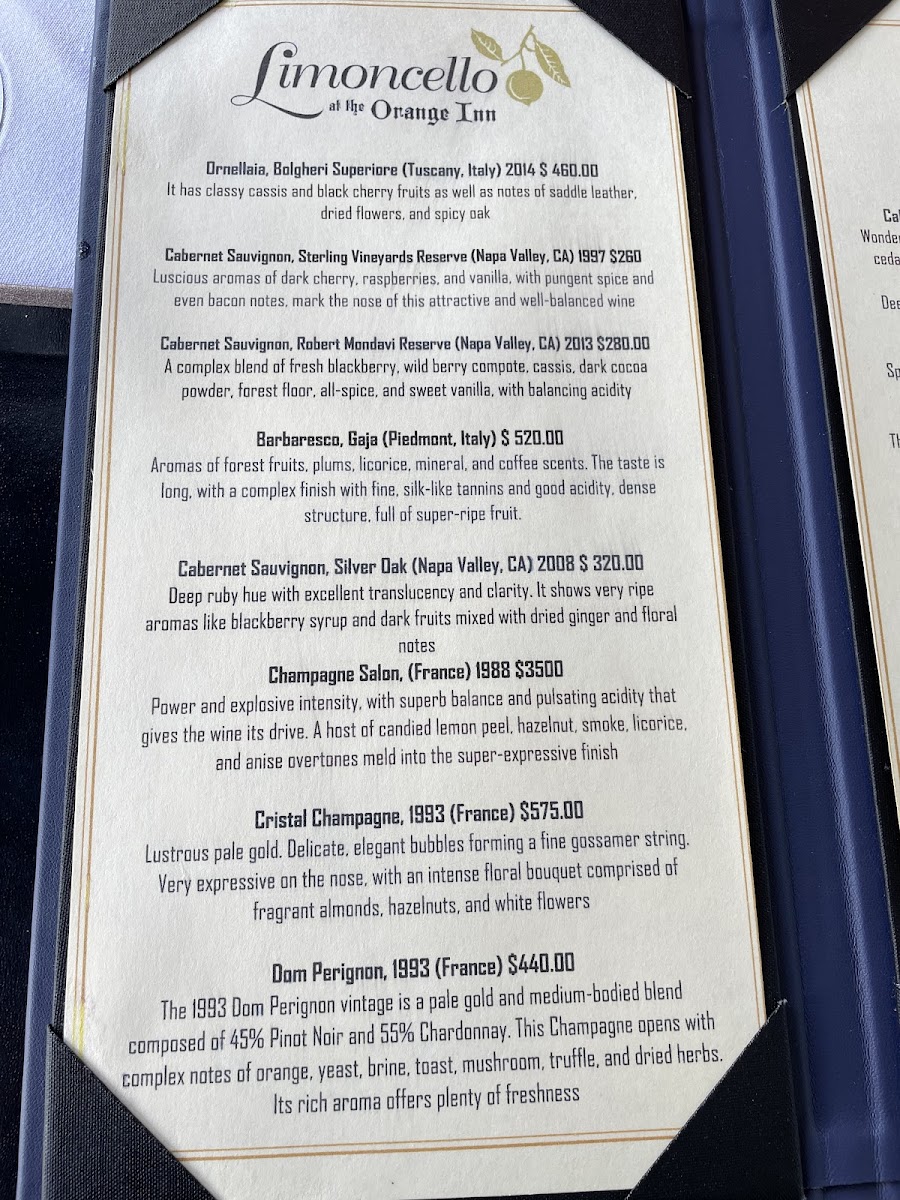 Limoncello
at the Orange Inn
Ornellaia, Bolgheri Superiore (Tuscany, Italy) 2014 $ 460.00
It has classy cassis and black cherry fruits as well as notes of saddle leather,
dried flowers, and spicy oak
Cabernet Sauvignon, Sterling Vineyards Reserve (Napa Valley, CA) 1997 $260
Luscious aromas of dark cherry, raspberries, and vanilla, with pungent spice and
even bacon notes, mark the nose of this attractive and well-balanced wine
Cabernet Sauvignon, Robert Mondavi Reserve (Napa Valley, CA) 2013 $280.00
A complex blend of fresh blackberry, wild berry compote, cassis, dark cocoa
powder, forest floor, all-spice, and sweet vanilla, with balancing acidity
Barbaresco, Gaja (Piedmont, Italy) $ 520.00
Aromas of forest fruits, plums, licorice, mineral, and coffee scents. The taste is
long, with a complex finish with fine, silk-like tannins and good acidity, dense
structure, full of super-ripe fruit.
Cabernet Sauvignon, Silver Oak (Napa Valley, CA) 2008 $ 320.00
Deep ruby hue with excellent translucency and clarity. It shows very ripe
aromas like blackberry syrup and dark fruits mixed with dried ginger and floral
notes
Champagne Salon, (France) 1988 $3500
Power and explosive intensity, with superb balance and pulsating acidity that
gives the wine its drive. A host of candied lemon peel, hazelnut, smoke, licorice,
and anise overtones meld into the super-expressive finish
Cristal Champagne, 1993 (France) $575.00
Lustrous pale gold. Delicate, elegant bubbles forming a fine gossamer string.
Very expressive on the nose, with an intense floral bouquet comprised of
fragrant almonds, hazelnuts, and white flowers
Dom Perignon, 1993 (France) $440.00
The 1993 Dom Perignon vintage is a pale gold and medium-bodied blend
composed of 45% Pinot Noir and 55% Chardonnay. This Champagne opens with
complex notes of orange, yeast, brine, toast, mushroom, truffle, and dried herbs.
Its rich aroma offers plenty of freshness